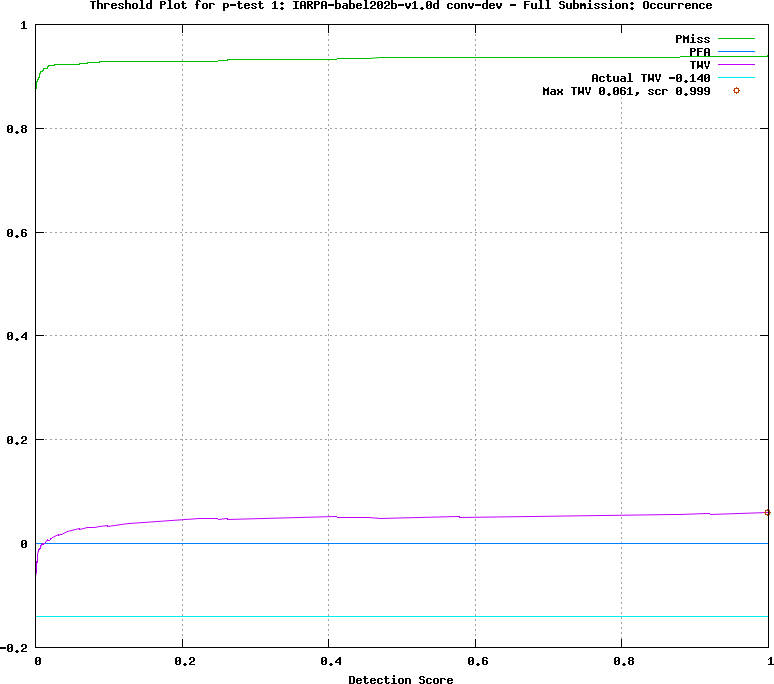 Threshold Plot for p-test 1: IARPA-babel202b-v1.0d conv-dev - Full Submission: Occurrence
1
PMiss
PFA
TWV
Actual TWV -0.140
Max TWV 0.061, scr 0.999
0.8
0.6
0.4
0.2
0
-0.2
0 0.2 0.4 0.6 0.8 1
Detection Score